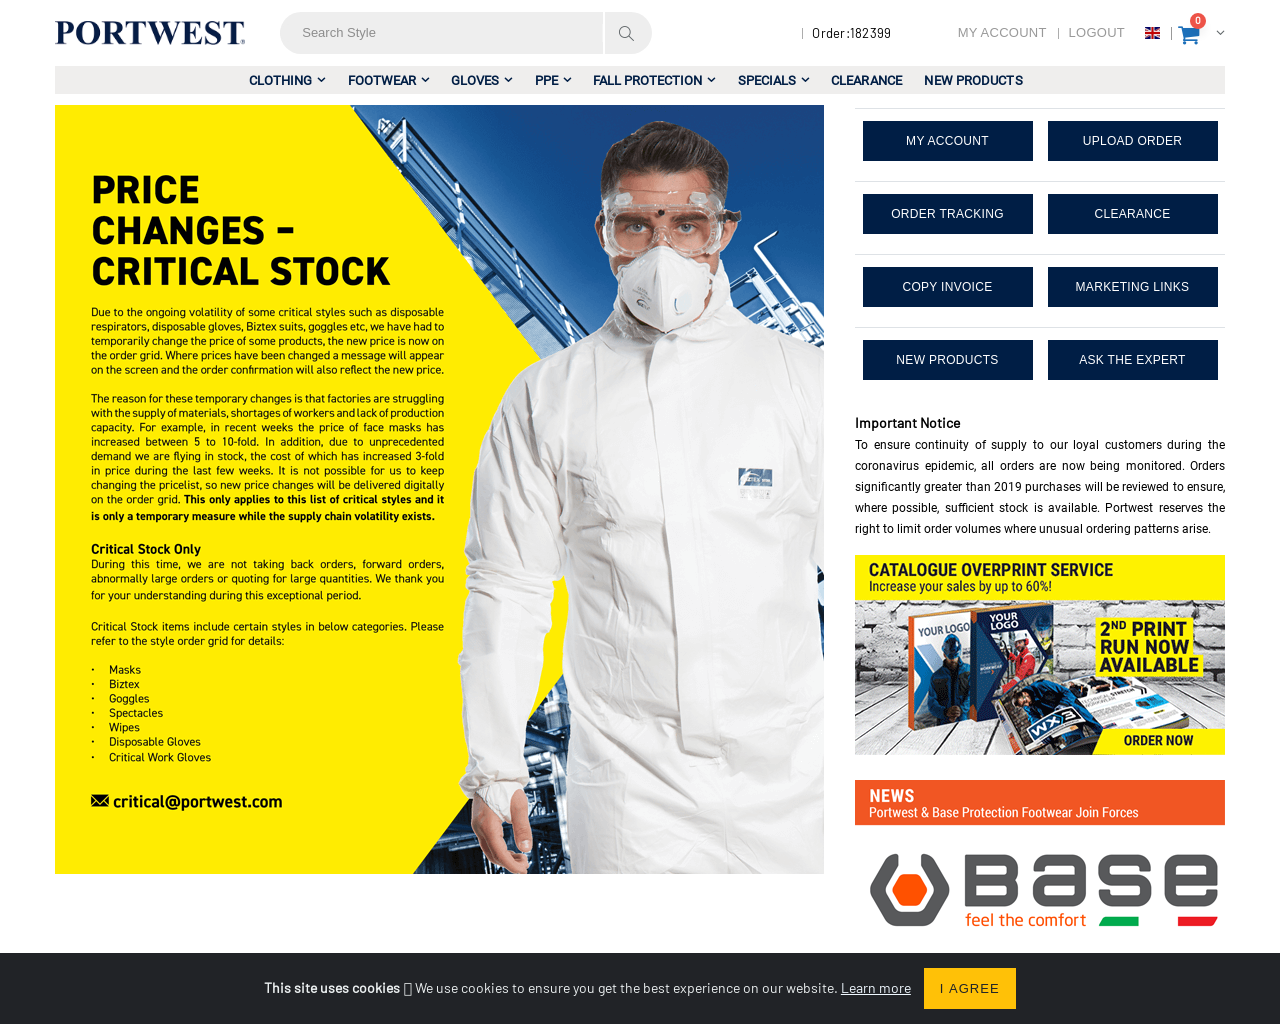 PORTWEST
Search Style
Order:182399
MY ACCOUNT
LOGOUT
0
CLOTHING FOOTWEAR GLOVES PPE FALL PROTECTION SPECIALS CLEARANCE NEW PRODUCTS
PRICE
CHANGES –
CRITICAL STOCK
Due to the ongoing volatility of some critical styles such as disposable
respirators, disposable gloves, Biztex suits, goggles etc, we have had to
temporarily change the price of some products, the new price is now on
the order grid. Where prices have been changed a message will appear
on the screen and the order confirmation will also reflect the new price.
The reason for these temporary changes is that factories are struggling
with the supply of materials, shortages of workers and lack of production
capacity. For example, in recent weeks the price of face masks has
increased between 5 to 10-fold. In addition, due to unprecedented
demand we are flying in stock, the cost of which has increased 3-fold
in price during the last few weeks. It is not possible for us to keep
changing the pricelist, so new price changes will be delivered digitally
on the order grid. This only applies to this list of critical styles and it
is only a temporary measure while the supply chain volatility exists.
Critical Stock Only
During this time, we are not taking back orders, forward orders,
abnormally large orders or quoting for large quantities. We thank you
for your understanding during this exceptional period.
Critical Stock items include certain styles in below categories. Please
refer to the style order grid for details:
• Masks
• Biztex
• Goggles
• Spectacles
• Wipes
• Disposable Gloves
• Critical Work Gloves
critical@portwest.com
MY ACCOUNT
UPLOAD ORDER
ORDER TRACKING
CLEARANCE
COPY INVOICE
MARKETING LINKS
NEW PRODUCTS
ASK THE EXPERT
Important Notice
To ensure continuity of supply to our loyal customers during the
coronavirus epidemic, all orders are now being monitored. Orders
significantly greater than 2019 purchases will be reviewed to ensure,
where possible, sufficient stock is available. Portwest reserves the
right to limit order volumes where unusual ordering patterns arise.
CATALOGUE OVERPRINT SERVICE
Increase your sales by up to 60%!
YOUR LOGO
YOUR
LOGO
2ND PRINT
RUN NOW
AVAILABLE
WX3
ORDER NOW
NEWS
Portwest & Base Protection Footwear Join Forces
BASE
feel the comfort
This site uses cookies We use cookies to ensure you get the best experience on our website. Learn more
I AGREE